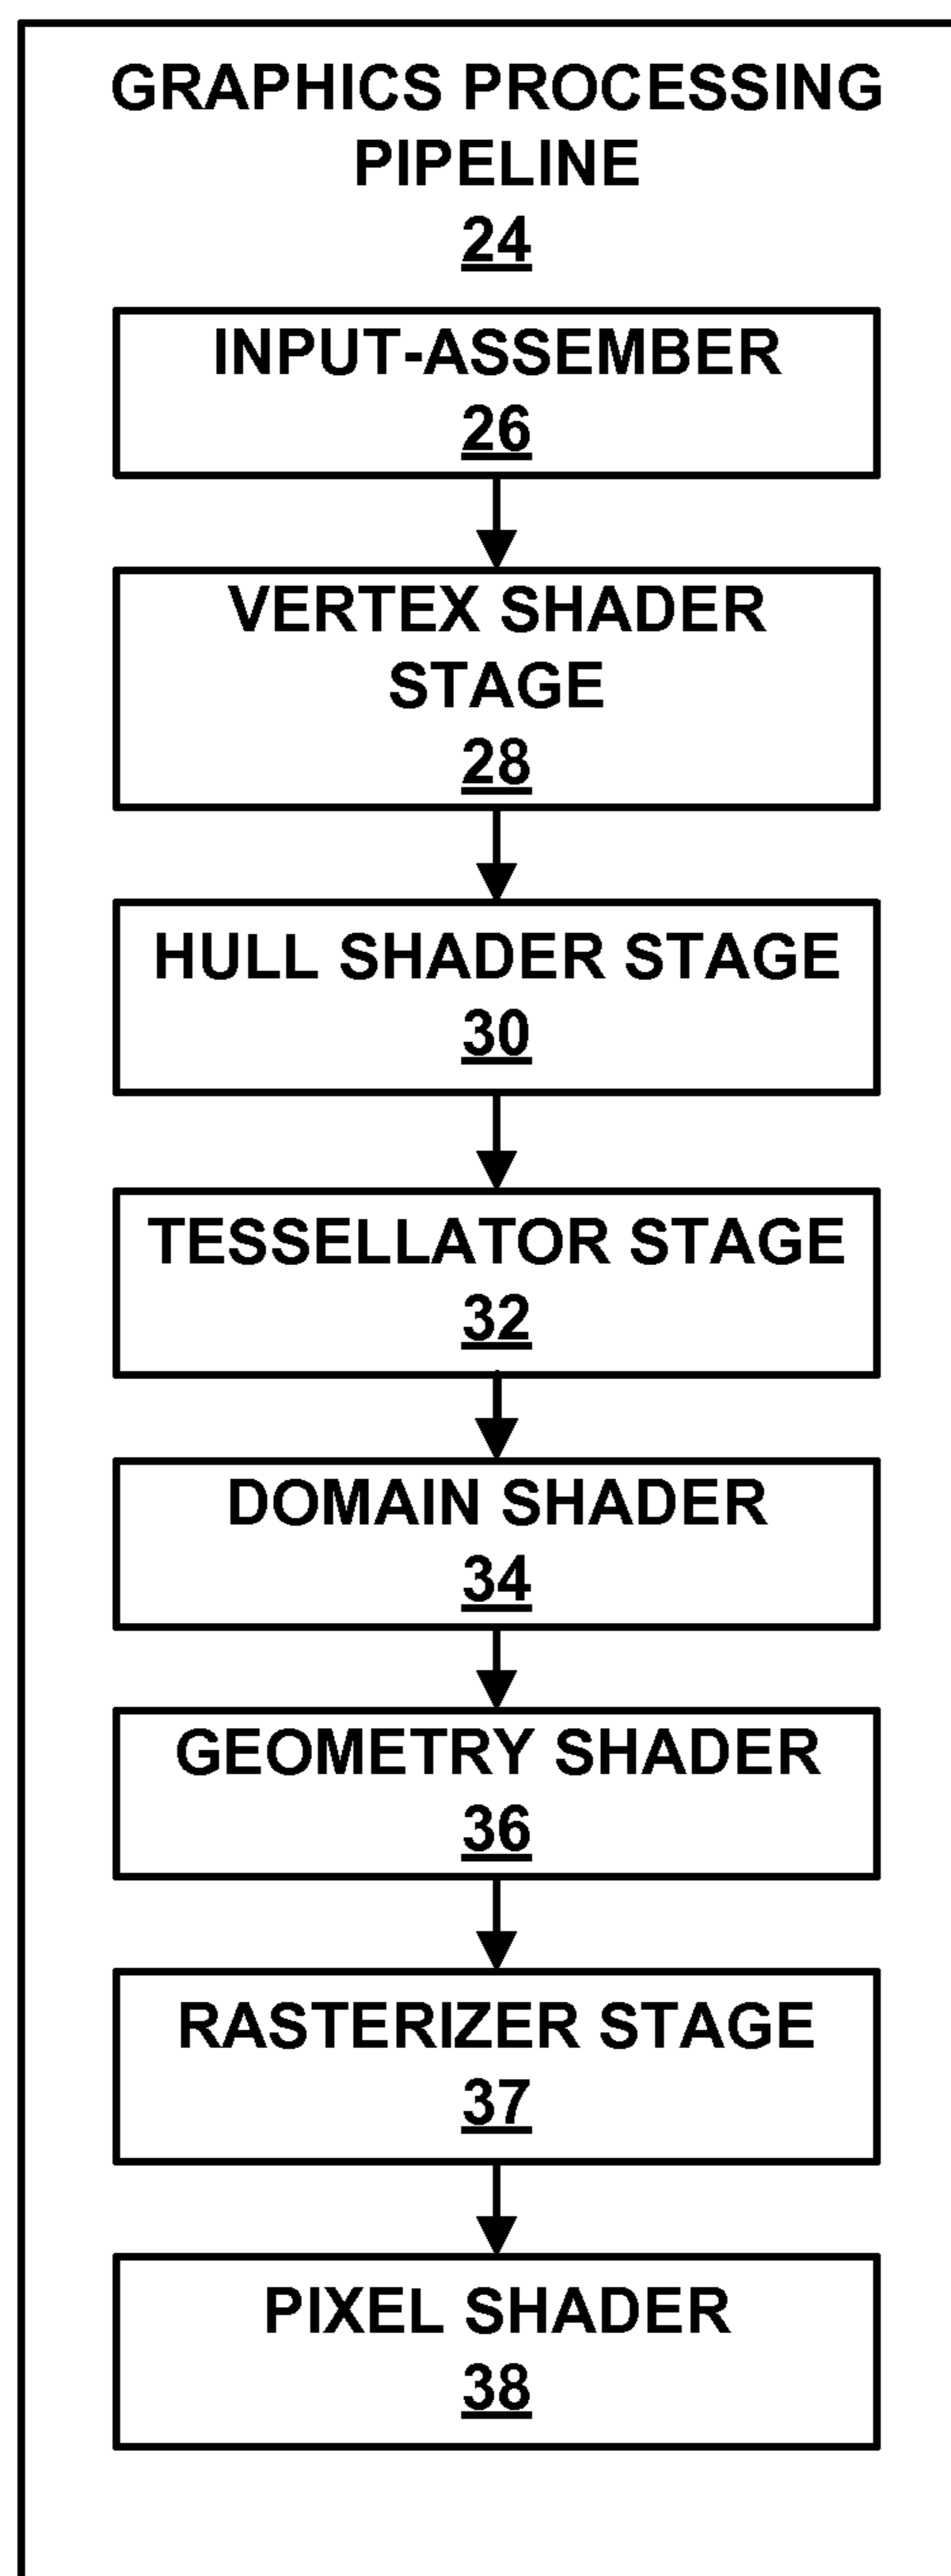 GRAPHICS PROCESSING
PIPELINE
24
INPUT-ASSEMBER
26
VERTEX SHADER
STAGE
28
HULL SHADER STAGE
30
TESSELLATOR STAGE
32
DOMAIN SHADER
34
GEOMETRY SHADER
36
RASTERIZER STAGE
37
PIXEL SHADER
38